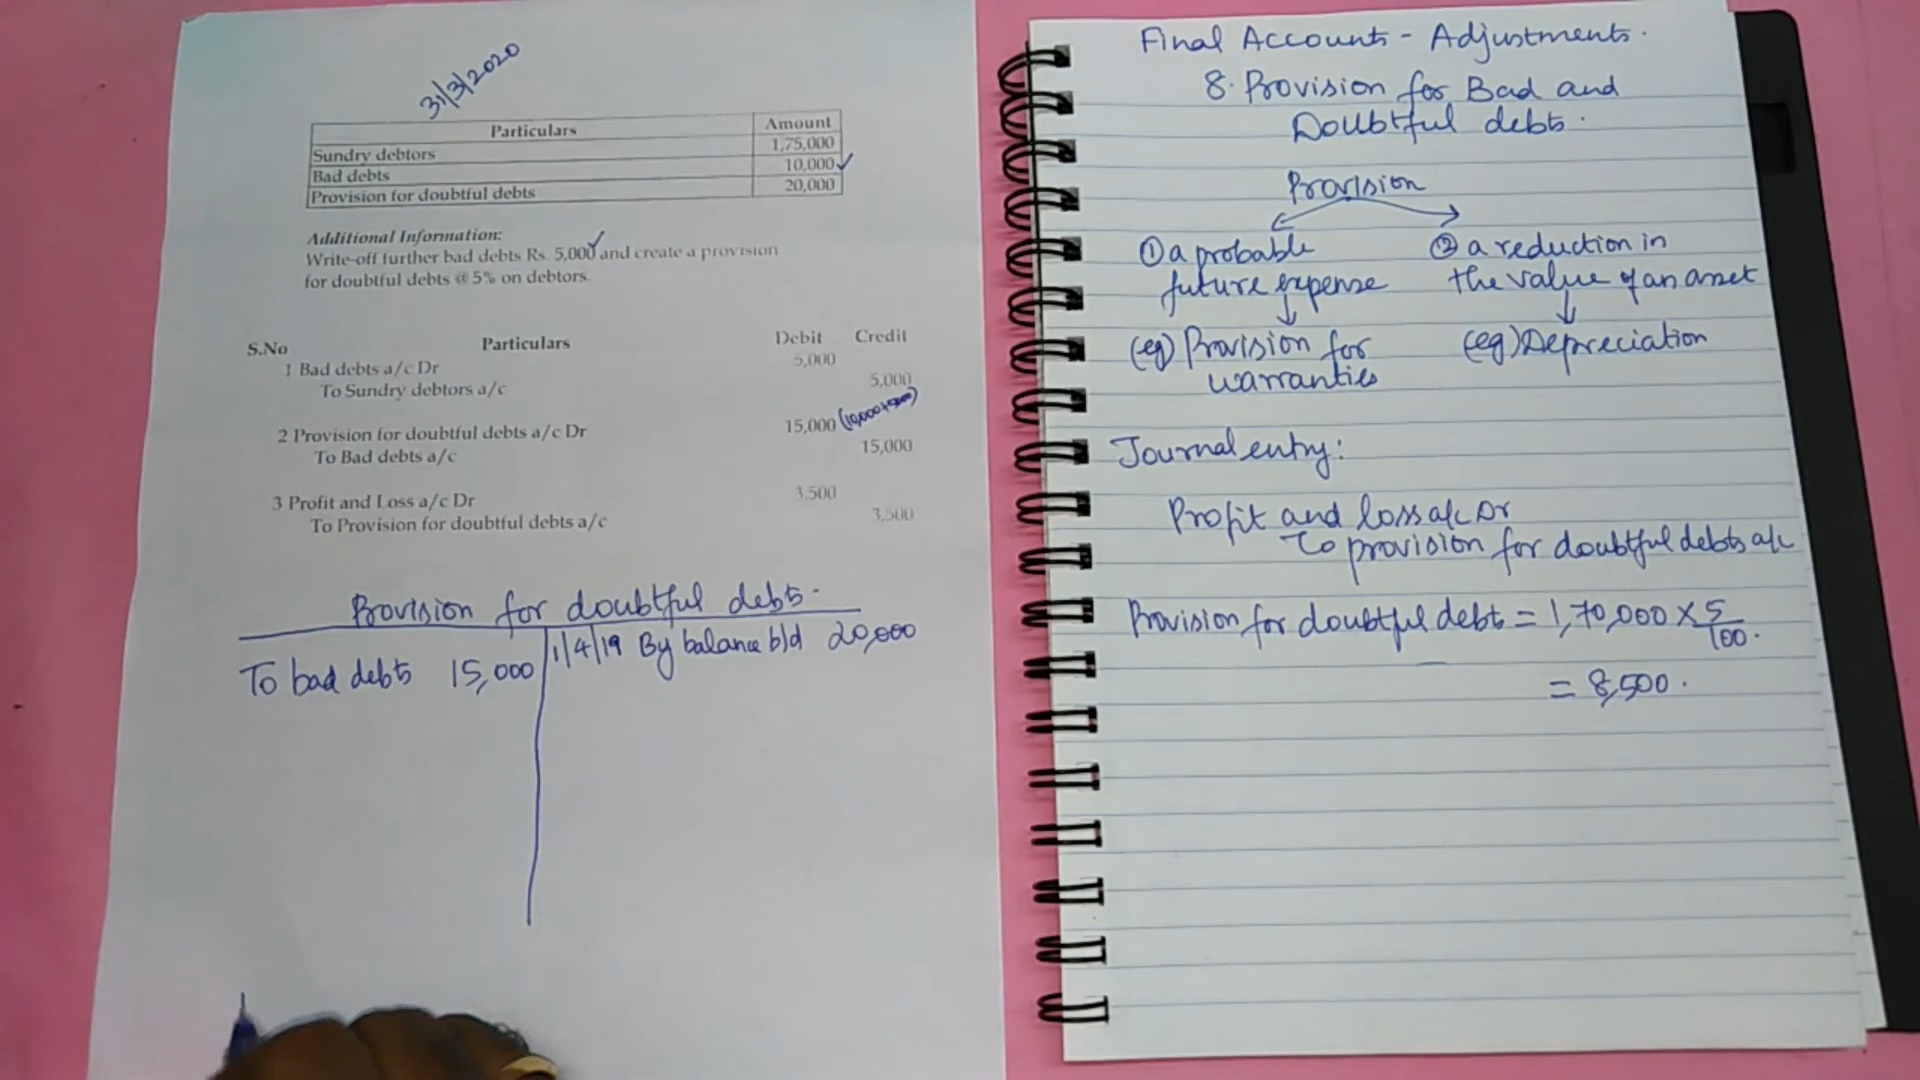 31/3/2020
Particulars Amount
Sundry debtors 1,75,000
Bad debts 10,000
Provision for doubtful debts 20,000
Additional Information:
Write-off further bad debts Rs. 5,000 and create a provision
for doubtful debts @ 5% on debtors.
S.No Particulars Debit Credit
1 Bad debts a/c Dr 5,000
To Sundry debtors a/c 5,000
2 Provision for doubtful debts a/c Dr 15,000 (10,000+5000)
To Bad debts a/c 15,000
3 Profit and Loss a/c Dr 3,500
To Provision for doubtful debts a/c 3,500
Provision for doubtful debts.
To bad debts 15,000 1/4/19 By balance b/d 20,000
Final Accounts - Adjustments.
8. Provision for Bad and
Doubtful debts.
Provision
① a probable ② a reduction in
future expense the value of an asset
(eg) Provision for (eg) Depreciation
warranties
Journal entry:
Profit and loss a/c Dr
To provision for doubtful debts a/c
Provision for doubtful debts = 1,70,000 × 5/100.
= 8,500.